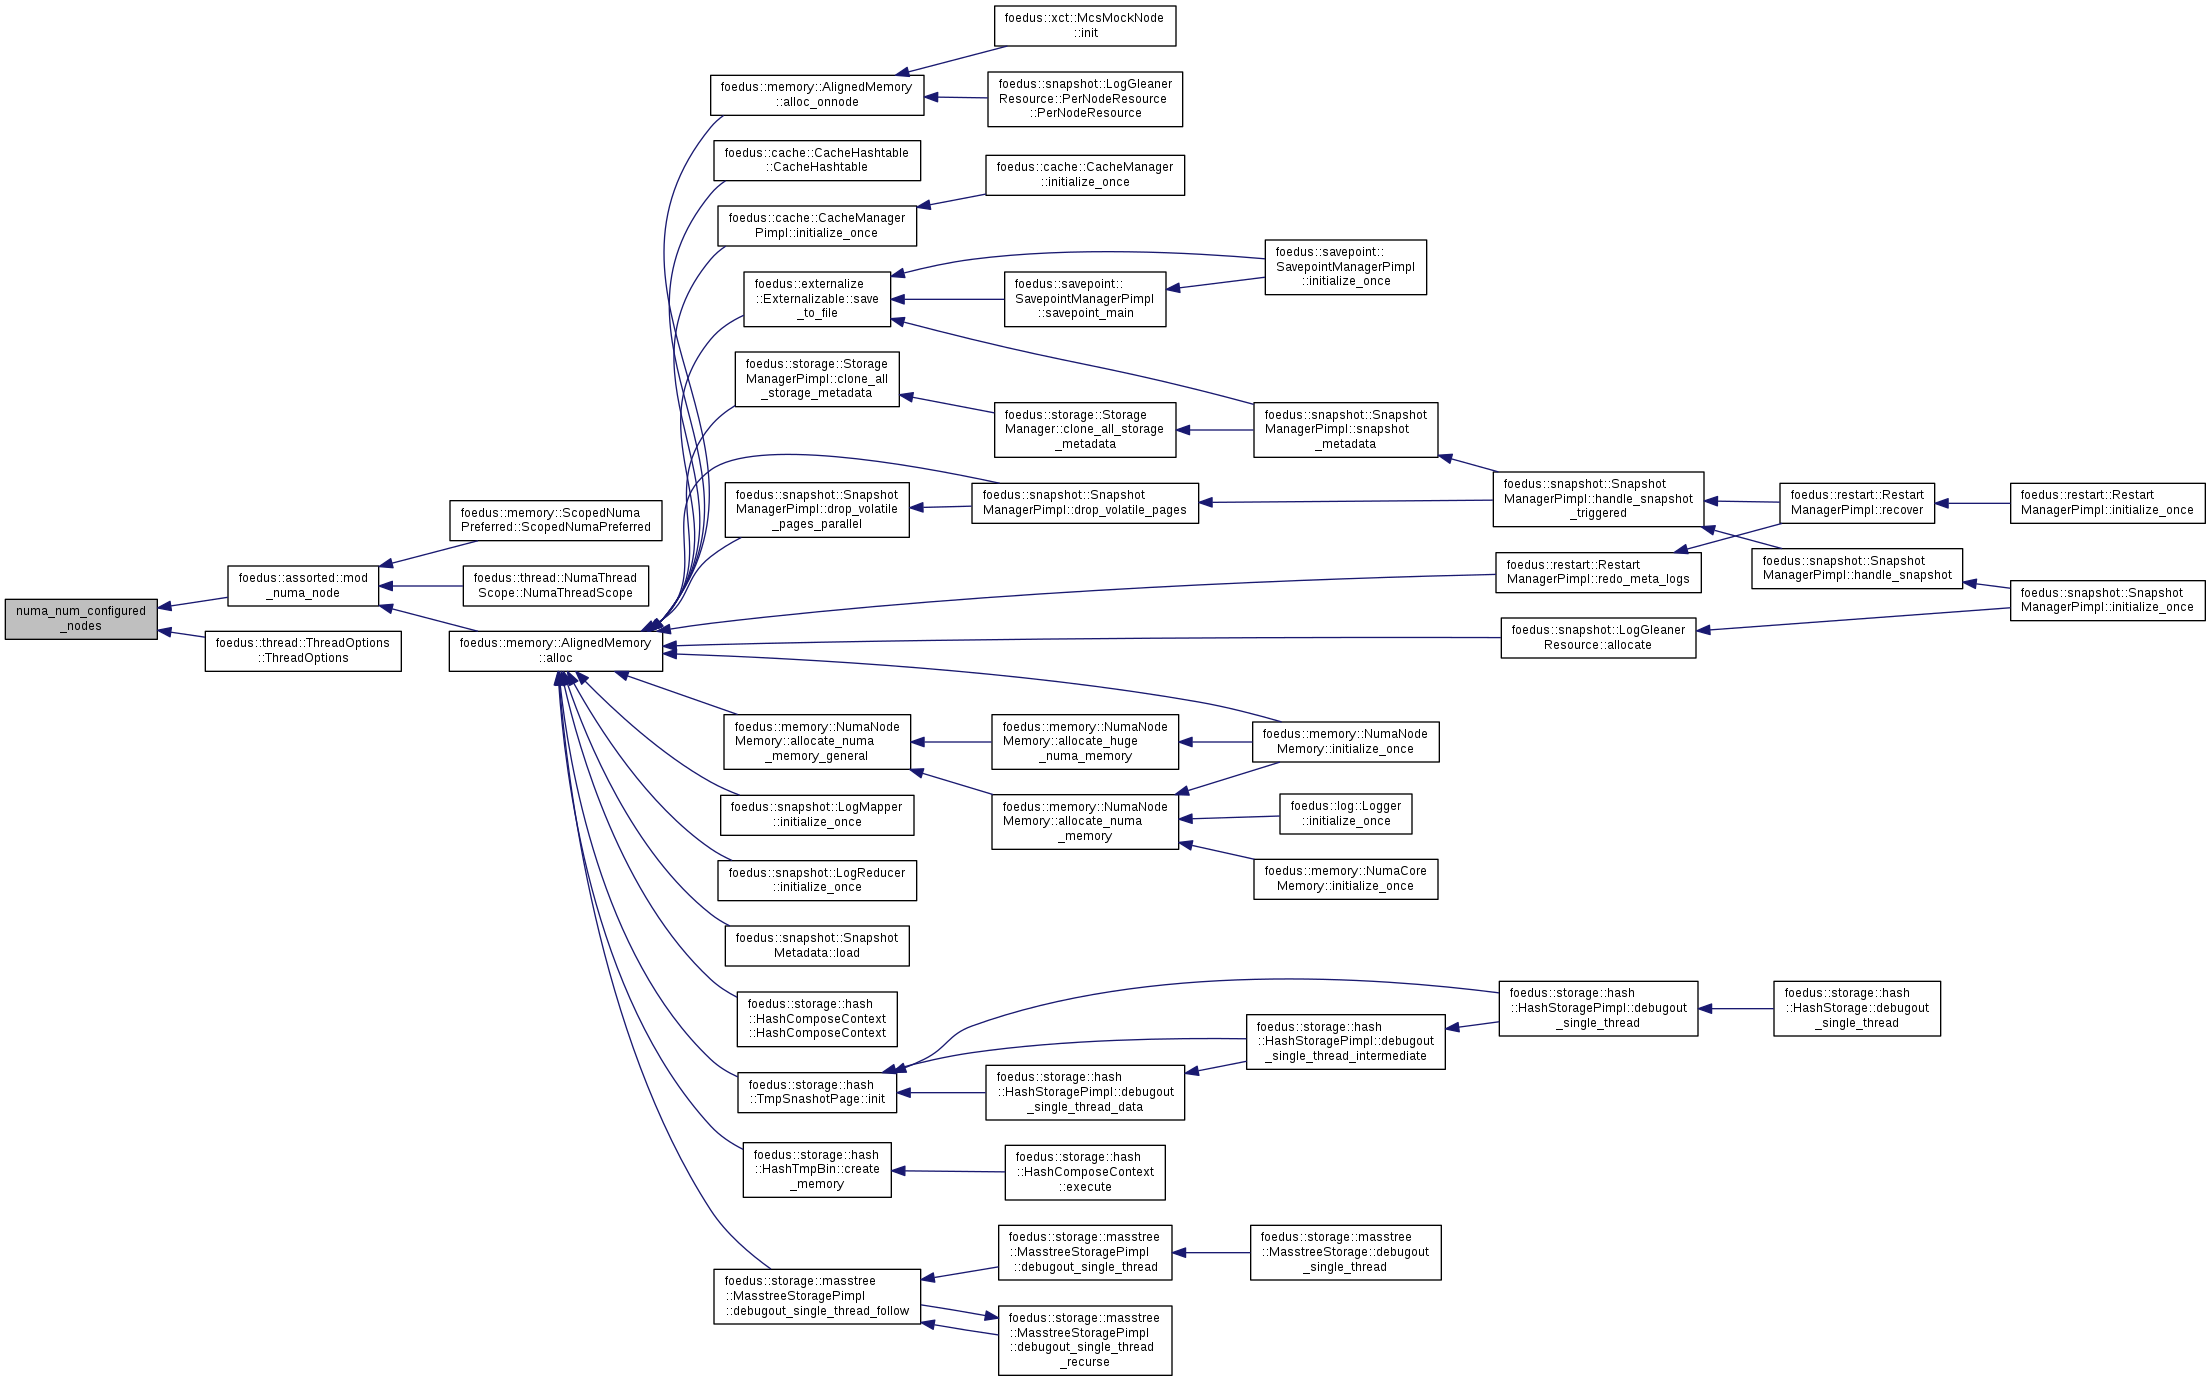 numa_num_configured
_nodes
foedus::assorted::mod
_numa_node
foedus::thread::ThreadOptions
::ThreadOptions
foedus::memory::ScopedNuma
Preferred::ScopedNumaPreferred
foedus::thread::NumaThread
Scope::NumaThreadScope
foedus::memory::AlignedMemory
::alloc
foedus::memory::AlignedMemory
::alloc_onnode
foedus::cache::CacheHashtable
::CacheHashtable
foedus::cache::CacheManager
Pimpl::initialize_once
foedus::externalize
::Externalizable::save
_to_file
foedus::storage::Storage
ManagerPimpl::clone_all
_storage_metadata
foedus::snapshot::Snapshot
ManagerPimpl::drop_volatile
_pages_parallel
foedus::memory::NumaNode
Memory::allocate_numa
_memory_general
foedus::snapshot::LogMapper
::initialize_once
foedus::snapshot::LogReducer
::initialize_once
foedus::snapshot::Snapshot
Metadata::load
foedus::storage::hash
::HashComposeContext
::HashComposeContext
foedus::storage::hash
::TmpSnashotPage::init
foedus::storage::hash
::HashTmpBin::create
_memory
foedus::storage::masstree
::MasstreeStoragePimpl
::debugout_single_thread_follow
foedus::xct::McsMockNode
::init
foedus::snapshot::LogGleaner
Resource::PerNodeResource
::PerNodeResource
foedus::cache::CacheManager
::initialize_once
foedus::savepoint::
SavepointManagerPimpl
::savepoint_main
foedus::storage::Storage
Manager::clone_all_storage
_metadata
foedus::snapshot::Snapshot
ManagerPimpl::drop_volatile_pages
foedus::memory::NumaNode
Memory::allocate_huge
_numa_memory
foedus::memory::NumaNode
Memory::allocate_numa
_memory
foedus::storage::hash
::HashStoragePimpl::debugout
_single_thread_data
foedus::storage::hash
::HashComposeContext
::execute
foedus::storage::masstree
::MasstreeStoragePimpl
::debugout_single_thread
foedus::storage::masstree
::MasstreeStoragePimpl
::debugout_single_thread
_recurse
foedus::savepoint::
SavepointManagerPimpl
::initialize_once
foedus::snapshot::Snapshot
ManagerPimpl::snapshot
_metadata
foedus::memory::NumaNode
Memory::initialize_once
foedus::log::Logger
::initialize_once
foedus::memory::NumaCore
Memory::initialize_once
foedus::storage::hash
::HashStoragePimpl::debugout
_single_thread_intermediate
foedus::storage::masstree
::MasstreeStorage::debugout
_single_thread
foedus::snapshot::Snapshot
ManagerPimpl::handle_snapshot
_triggered
foedus::restart::Restart
ManagerPimpl::redo_meta_logs
foedus::snapshot::LogGleaner
Resource::allocate
foedus::storage::hash
::HashStoragePimpl::debugout
_single_thread
foedus::restart::Restart
ManagerPimpl::recover
foedus::snapshot::Snapshot
ManagerPimpl::handle_snapshot
foedus::storage::hash
::HashStorage::debugout
_single_thread
foedus::restart::Restart
ManagerPimpl::initialize_once
foedus::snapshot::Snapshot
ManagerPimpl::initialize_once